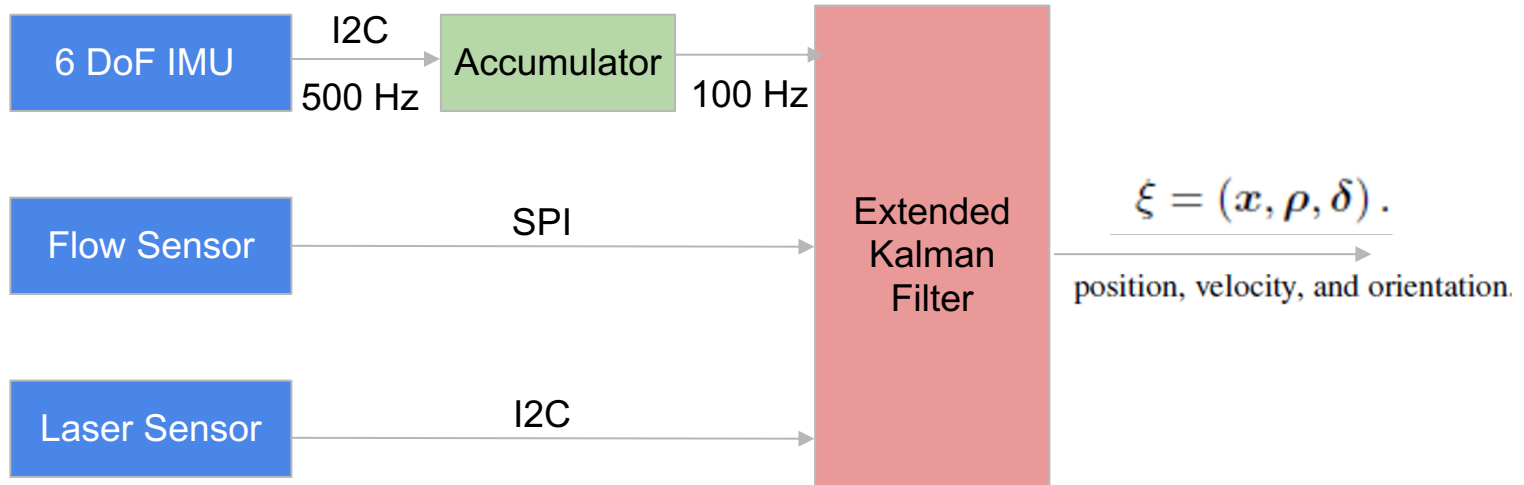 6 DoF IMU
I2C
500 Hz
Accumulator
100 Hz
Flow Sensor
SPI
Laser Sensor
I2C
Extended
Kalman
Filter
ξ = (x, ρ, δ) .
position, velocity, and orientation.